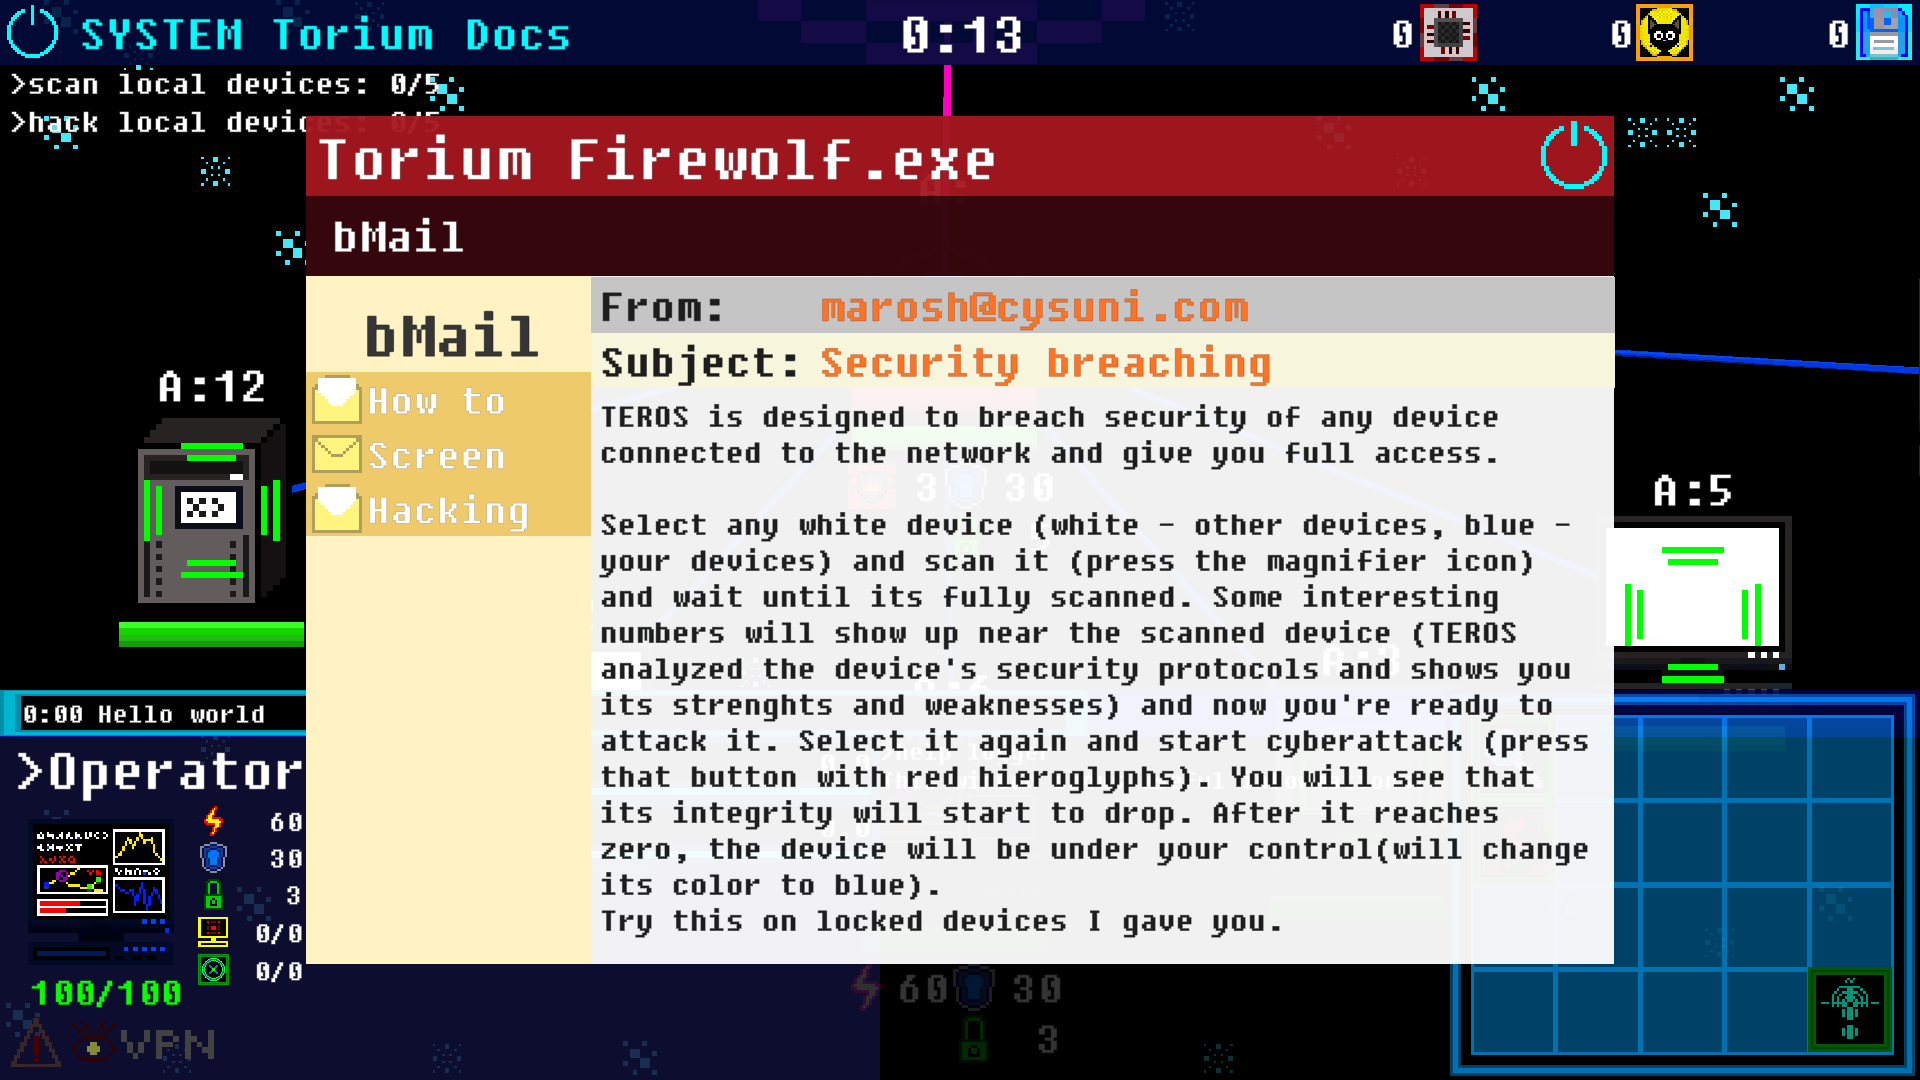 SYSTEM Torium Docs
0:13
0
0
0
>scan local devices: 0/5
>hack local devices: 0/5
Torium Firewolf.exe
bMail
bMail
How to
Screen
Hacking
From: marosh@cysuni.com
Subject: Security breaching
TEROS is designed to breach security of any device
connected to the network and give you full access.
Select any white device (white - other devices, blue -
your devices) and scan it (press the magnifier icon)
and wait until its fully scanned. Some interesting
numbers will show up near the scanned device (TEROS
analyzed the device's security protocols and shows you
its strenghts and weaknesses) and now you're ready to
attack it. Select it again and start cyberattack (press
that button with red hieroglyphs). You will see that
its integrity will start to drop. After it reaches
zero, the device will be under your control(will change
its color to blue).
Try this on locked devices I gave you.
A:12
A:5
A:3
3 30
0:00 Hello world
>Operator
60
30
3
0/0
0/0
100/100
VPN
60 30
3